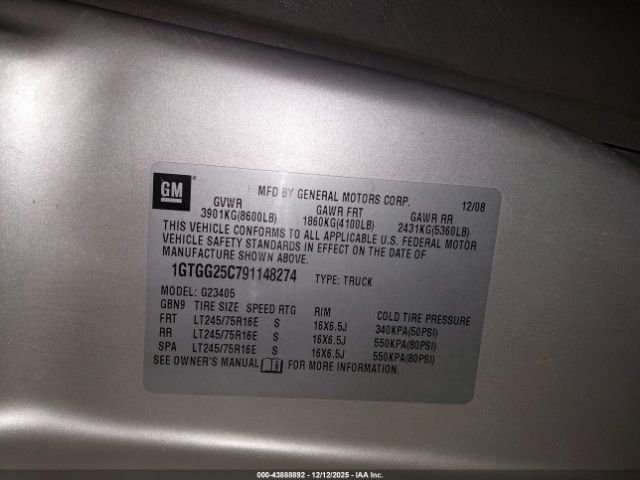 GM
MFD BY GENERAL MOTORS CORP. 12/08
GVWR GAWR FRT GAWR RR
3901KG(8600LB) 1860KG(4100LB) 2431KG(5360LB)
THIS VEHICLE CONFORMS TO ALL APPLICABLE U.S. FEDERAL MOTOR
VEHICLE SAFETY STANDARDS IN EFFECT ON THE DATE OF
MANUFACTURE SHOWN ABOVE.
1GTGG25C791148274 TYPE: TRUCK
MODEL: G23405
GBN9 TIRE SIZE SPEED RTG RIM COLD TIRE PRESSURE
FRT LT245/75R16E S 16X6.5J 340KPA(50PSI)
RR LT245/75R16E S 16X6.5J 550KPA(80PSI)
SPA LT245/75R16E S 16X6.5J 550KPA(80PSI)
SEE OWNER'S MANUAL FOR MORE INFORMATION.
000-43888892 - 12/12/2025 - IAA Inc.